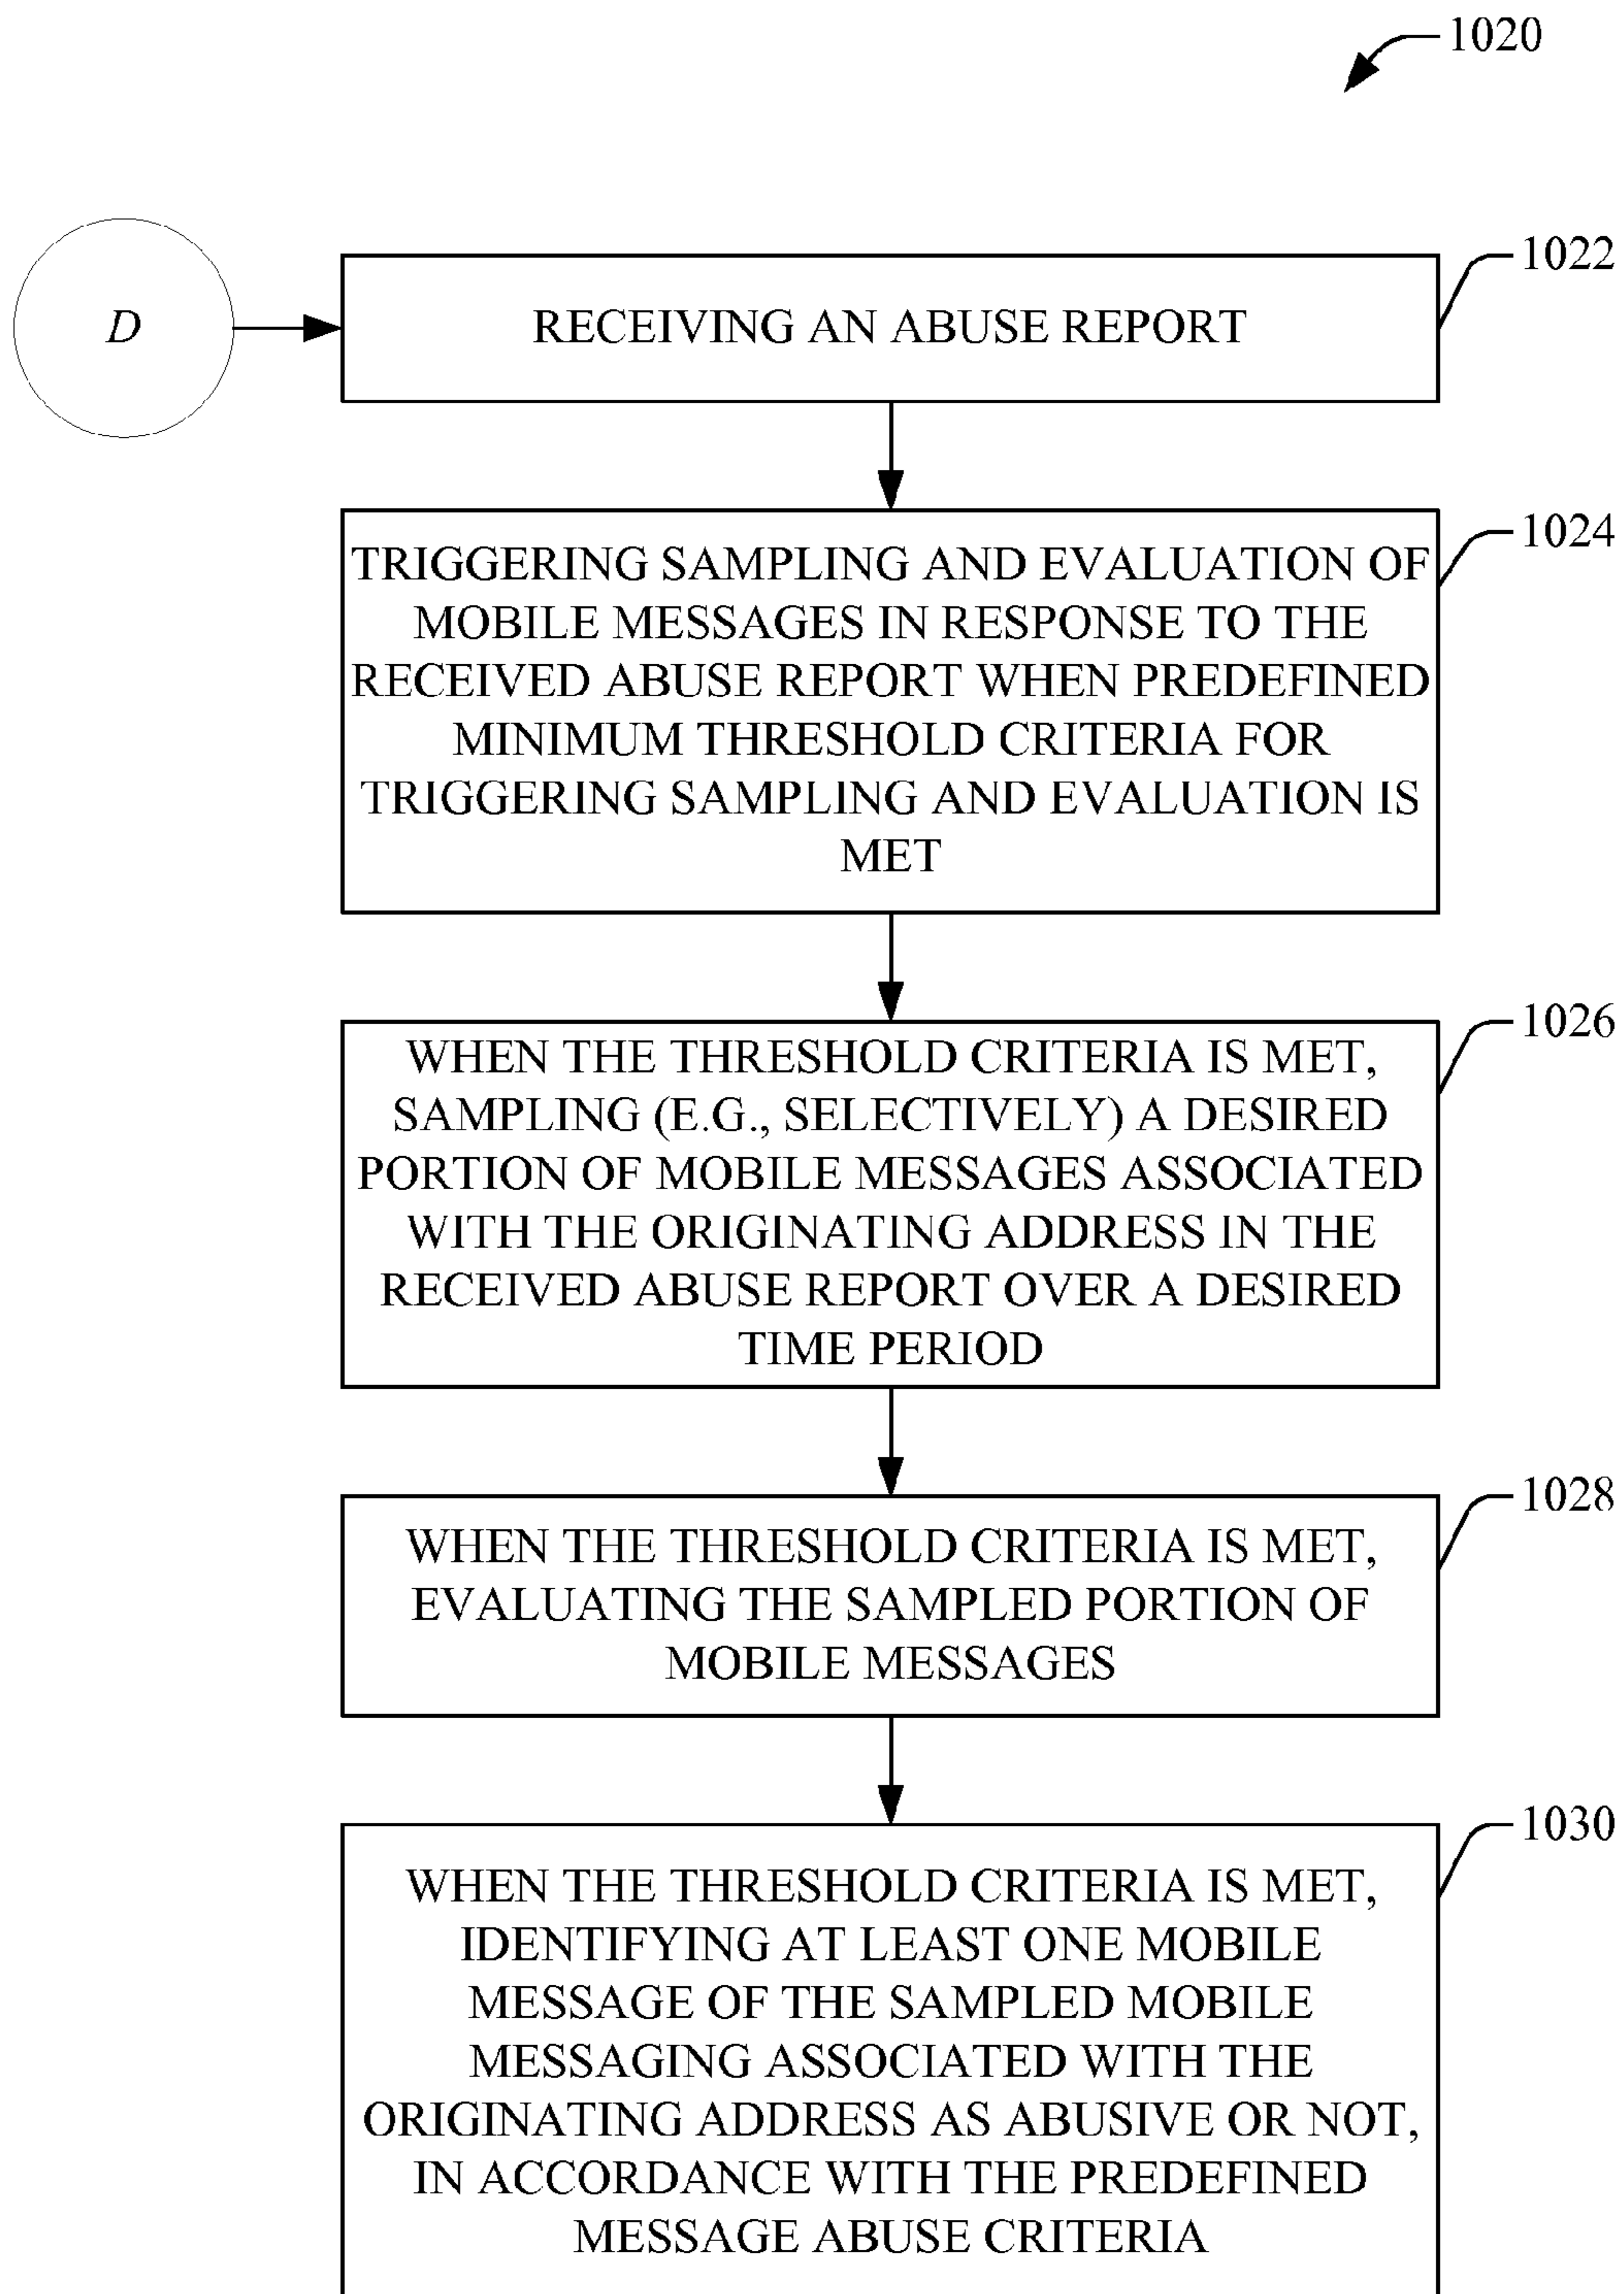 1020
D
RECEIVING AN ABUSE REPORT
1022
TRIGGERING SAMPLING AND EVALUATION OF
MOBILE MESSAGES IN RESPONSE TO THE
RECEIVED ABUSE REPORT WHEN PREDEFINED
MINIMUM THRESHOLD CRITERIA FOR
TRIGGERING SAMPLING AND EVALUATION IS
MET
1024
WHEN THE THRESHOLD CRITERIA IS MET,
SAMPLING (E.G., SELECTIVELY) A DESIRED
PORTION OF MOBILE MESSAGES ASSOCIATED
WITH THE ORIGINATING ADDRESS IN THE
RECEIVED ABUSE REPORT OVER A DESIRED
TIME PERIOD
1026
WHEN THE THRESHOLD CRITERIA IS MET,
EVALUATING THE SAMPLED PORTION OF
MOBILE MESSAGES
1028
WHEN THE THRESHOLD CRITERIA IS MET,
IDENTIFYING AT LEAST ONE MOBILE
MESSAGE OF THE SAMPLED MOBILE
MESSAGING ASSOCIATED WITH THE
ORIGINATING ADDRESS AS ABUSIVE OR NOT,
IN ACCORDANCE WITH THE PREDEFINED
MESSAGE ABUSE CRITERIA
1030